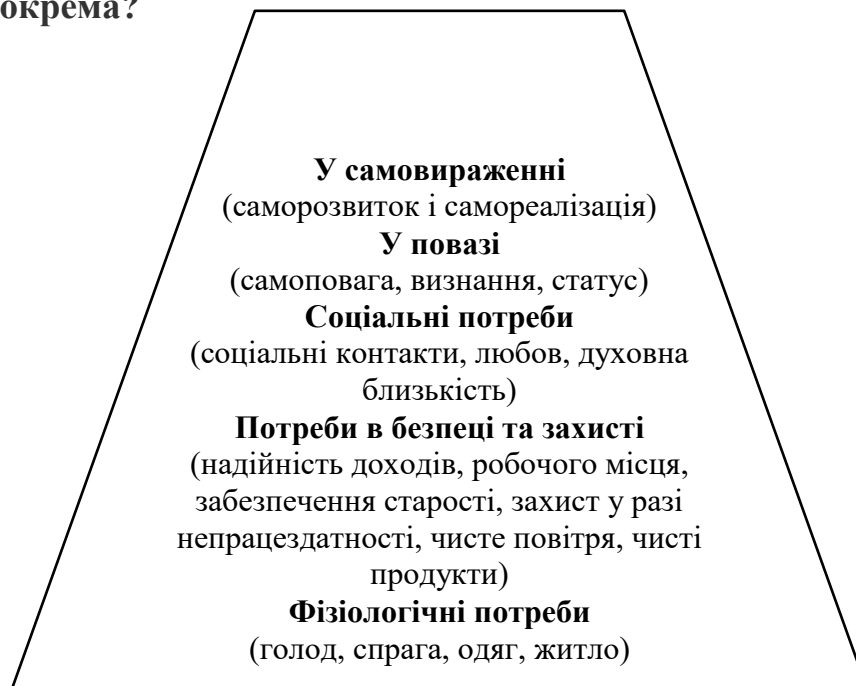 окрема?
У самовираженні
(саморозвиток і самореалізація)
У повазі
(самоповага, визнання, статус)
Соціальні потреби
(соціальні контакти, любов, духовна
близькість)
Потреби в безпеці та захисті
(надійність доходів, робочого місця,
забезпечення старості, захист у разі
непрацездатності, чисте повітря, чисті
продукти)
Фізіологічні потреби
(голод, спрага, одяг, житло)